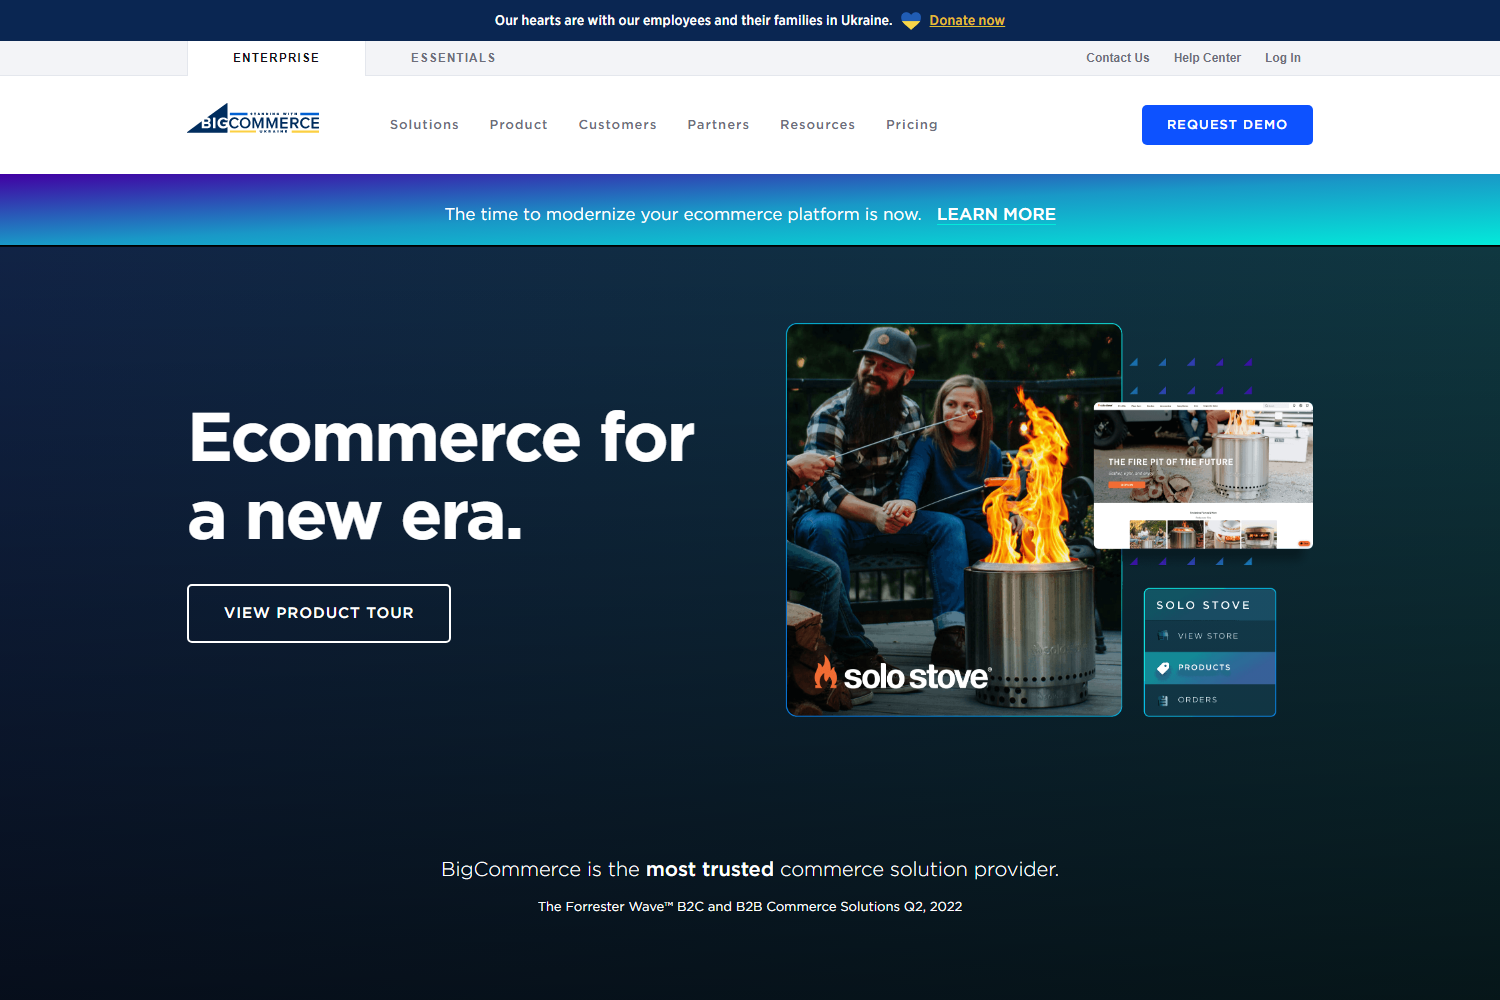 Our hearts are with our employees and their families in Ukraine. Donate now
ENTERPRISE ESSENTIALS Contact Us Help Center Log In
STANDING WITH
BIGCOMMERCE
UKRAINE
Solutions Product Customers Partners Resources Pricing REQUEST DEMO
The time to modernize your ecommerce platform is now. LEARN MORE
Ecommerce for
a new era.
VIEW PRODUCT TOUR
solo stove
THE FIRE PIT OF THE FUTURE
SOLO STOVE
VIEW STORE
PRODUCTS
ORDERS
BigCommerce is the most trusted commerce solution provider.
The Forrester Wave™ B2C and B2B Commerce Solutions Q2, 2022